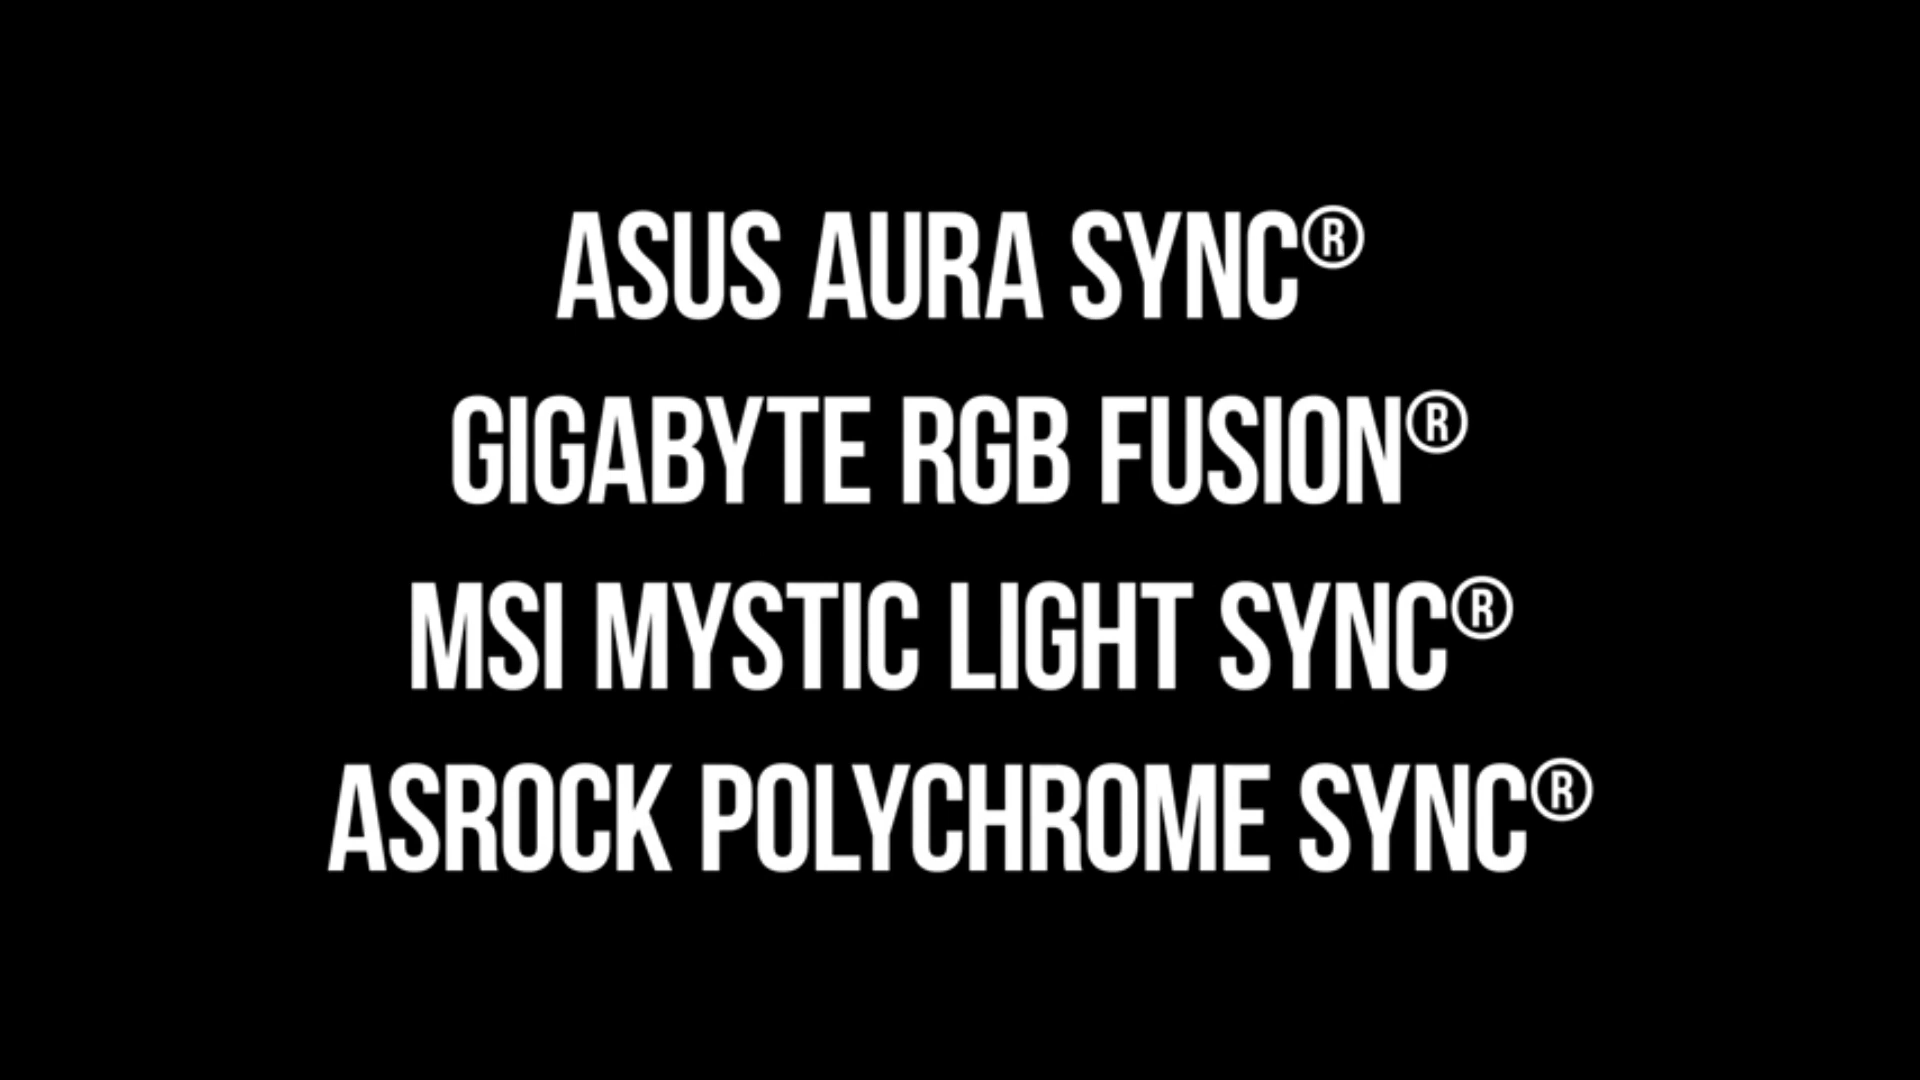 ASUS AURA SYNC®
GIGABYTE RGB FUSION®
MSI MYSTIC LIGHT SYNC®
ASROCK POLYCHROME SYNC®